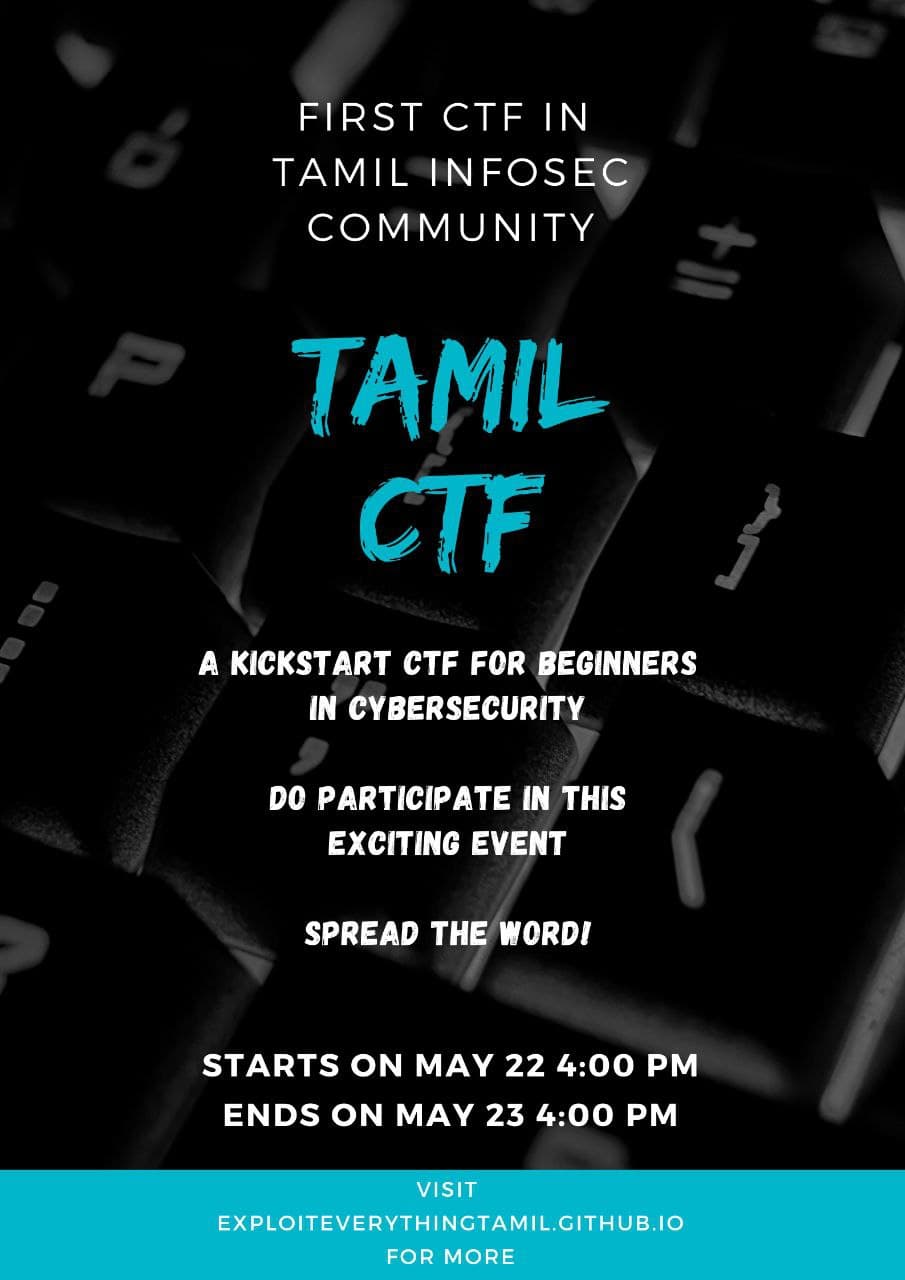 FIRST CTF IN
TAMIL INFOSEC
COMMUNITY
TAMIL
CTF
A KICKSTART CTF FOR BEGINNERS
IN CYBERSECURITY
DO PARTICIPATE IN THIS
EXCITING EVENT
SPREAD THE WORD!
STARTS ON MAY 22 4:00 PM
ENDS ON MAY 23 4:00 PM
VISIT
EXPLOITEVERYTHINGTAMIL.GITHUB.IO
FOR MORE